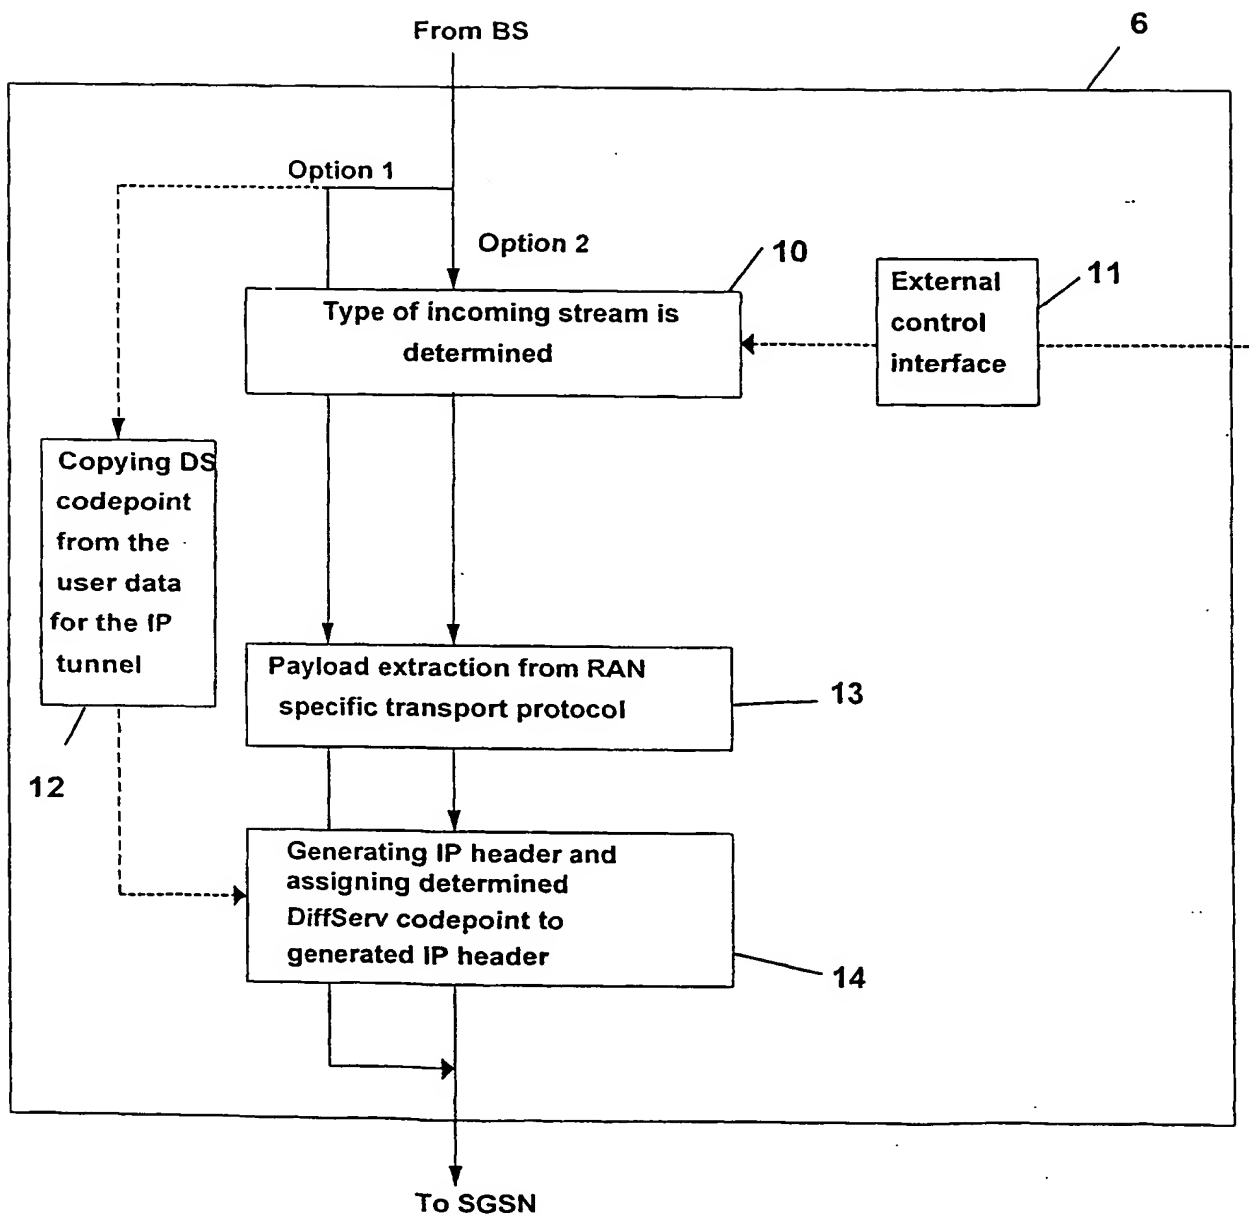 From BS
6
Option 1
Option 2
10
Type of incoming stream is
determined
External
control
interface
11
Copying DS
codepoint
from the
user data
for the IP
tunnel
12
Payload extraction from RAN
specific transport protocol
13
Generating IP header and
assigning determined
DiffServ codepoint to
generated IP header
14
To SGSN